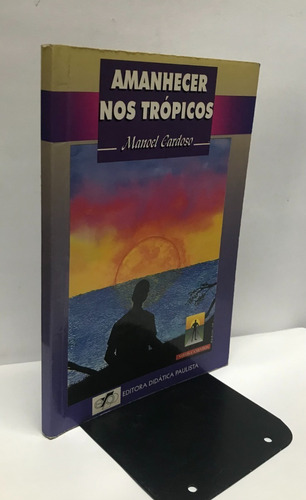 AMANHECER
NOS TRÓPICOS
Manoel Cardoso
EDITORA DIDÁTICA PAULISTA